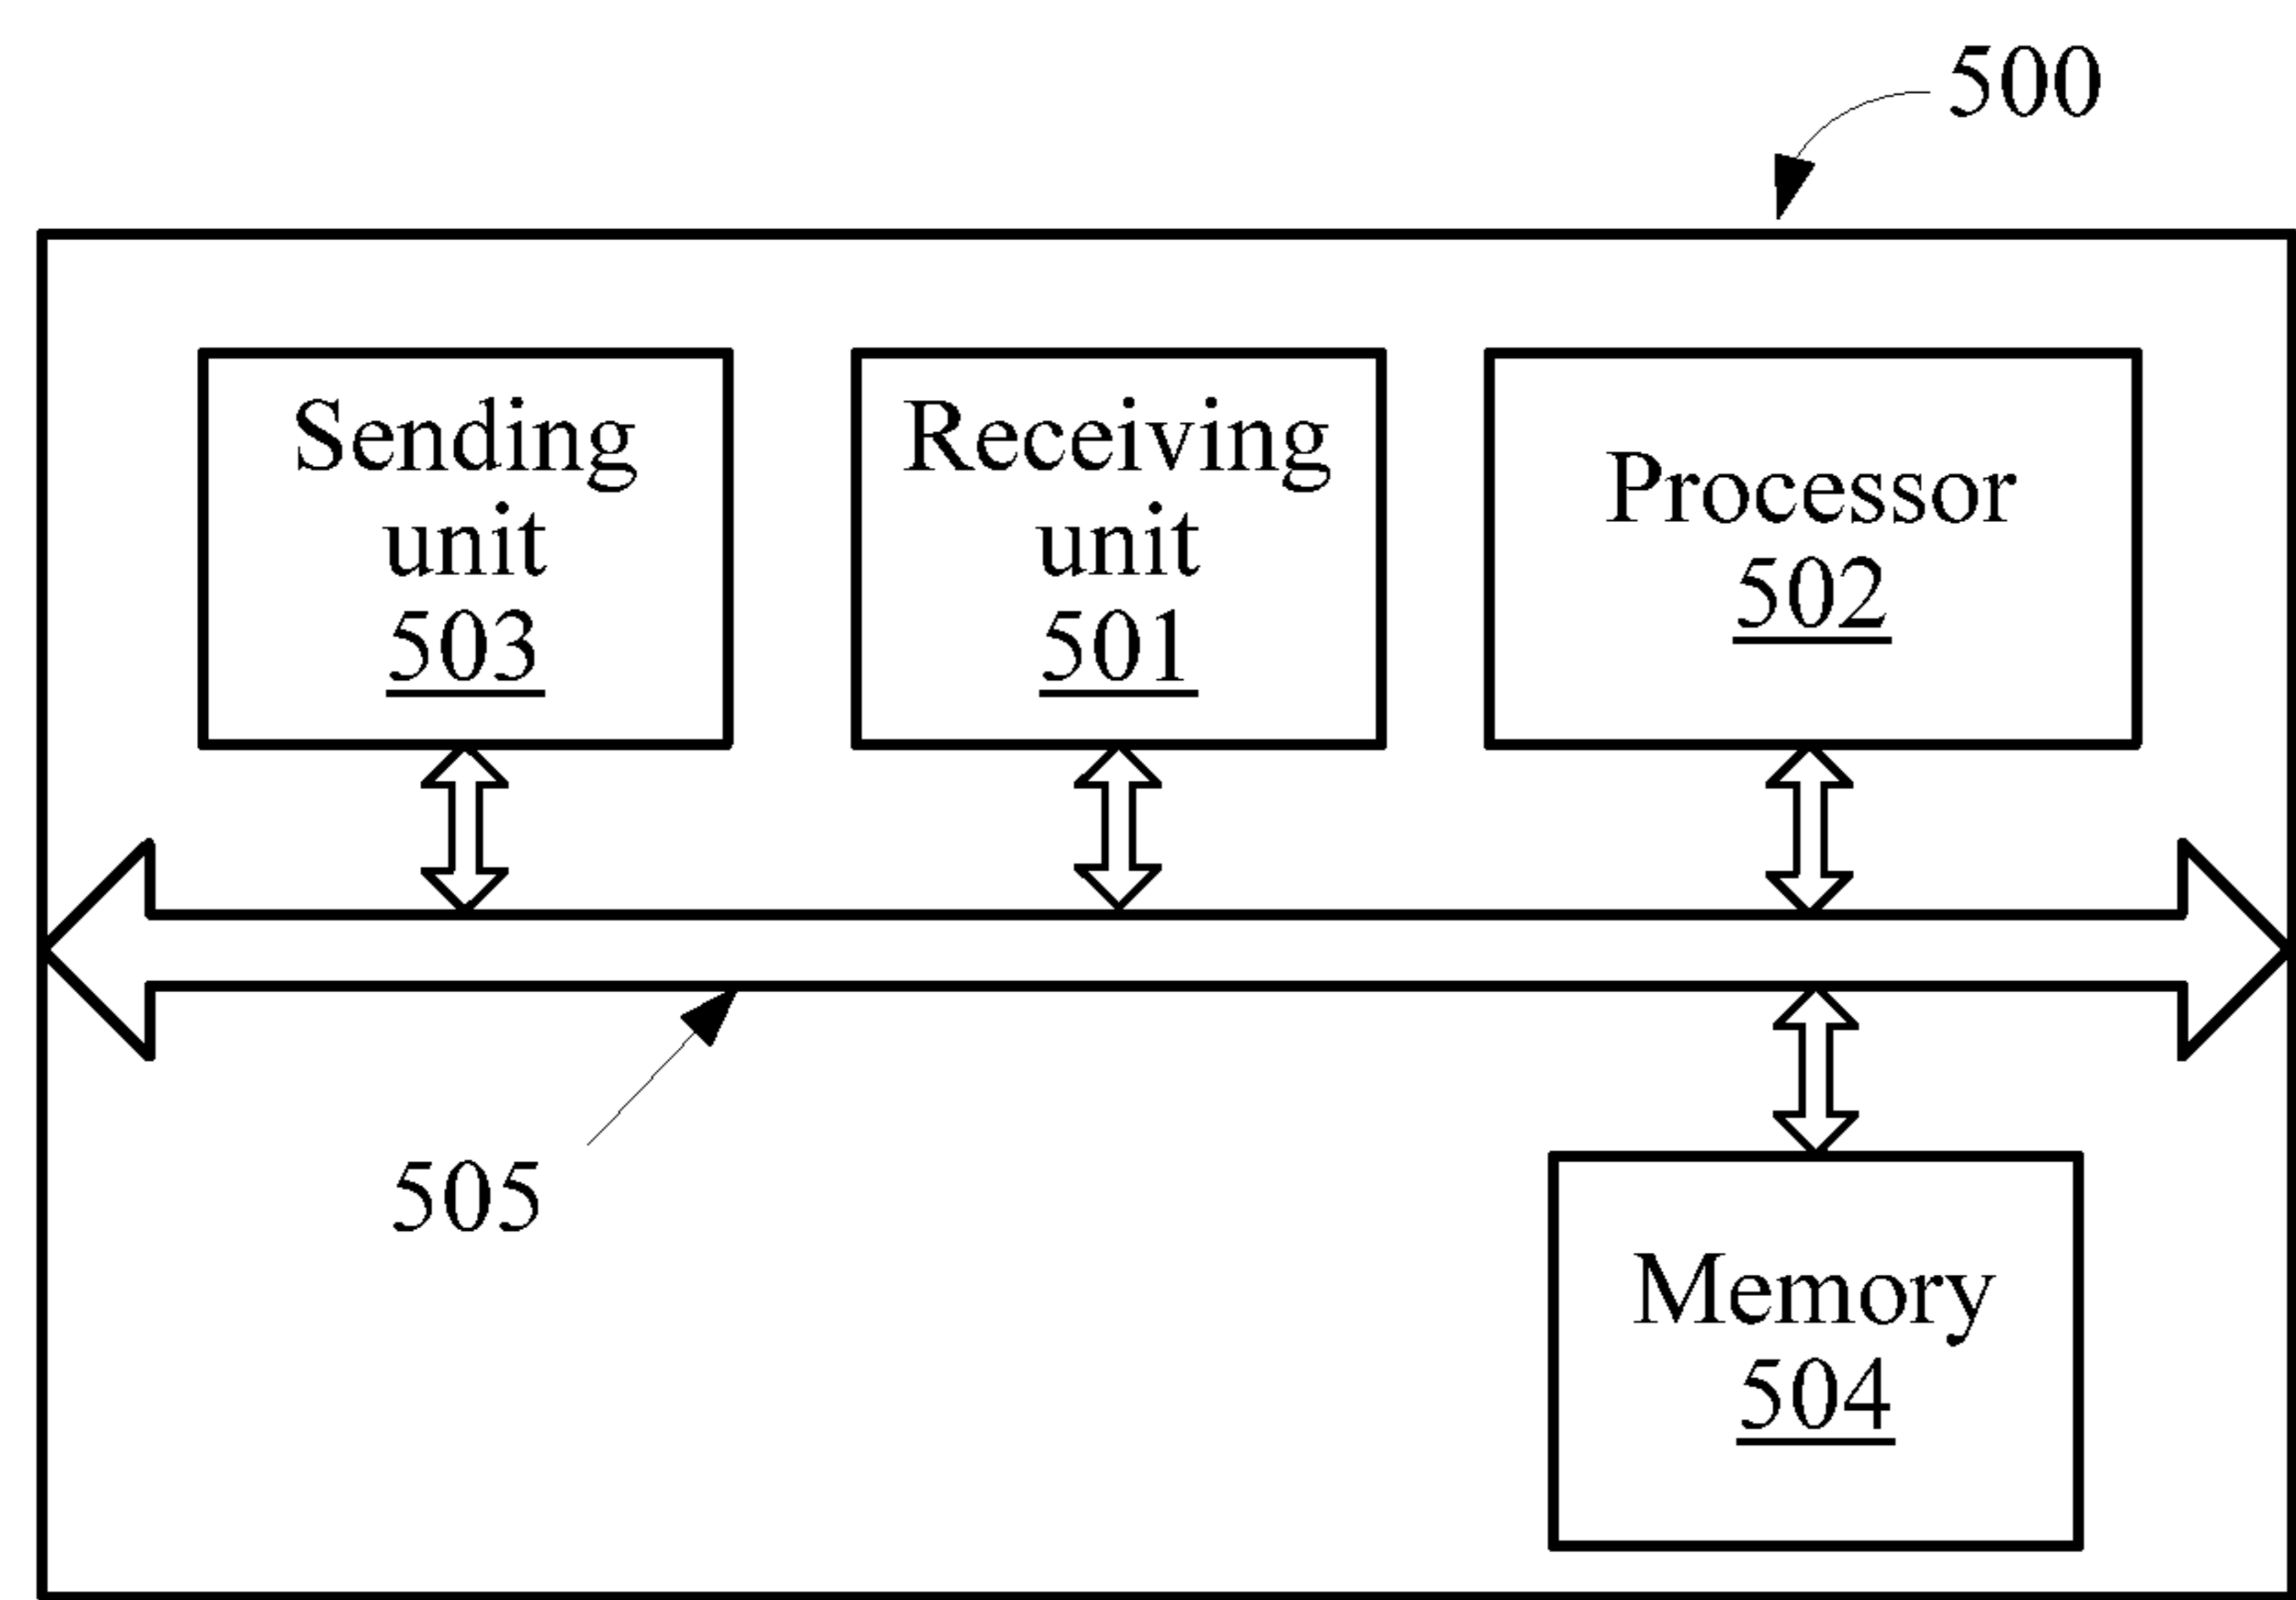 500
Sending
unit
503
Receiving
unit
501
Processor
502
505
Memory
504